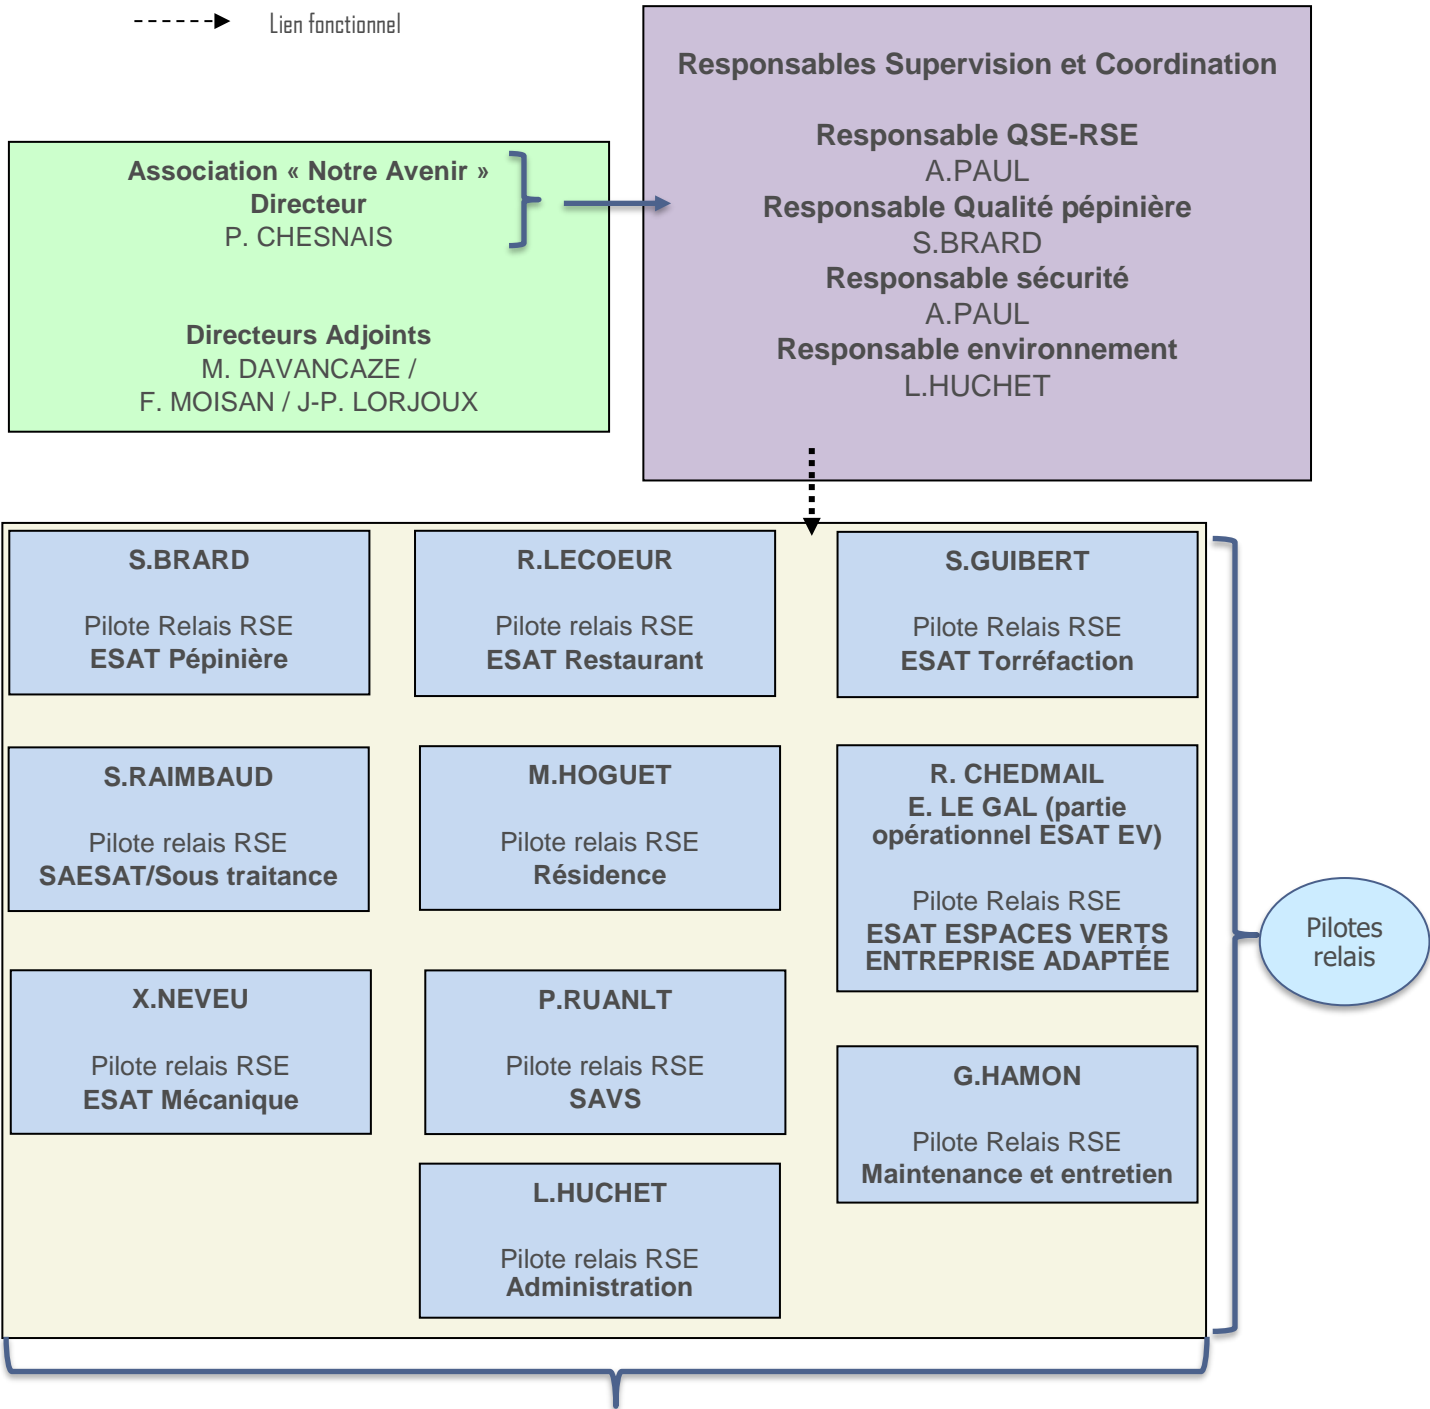 Lien fonctionnel
Responsables Supervision et Coordination
Responsable QSE-RSE
A.PAUL
Responsable Qualité pépinière
S.BRARD
Responsable sécurité
A.PAUL
Responsable environnement
L.HUCHET
Association « Notre Avenir »
Directeur
P. CHESNAIS
Directeurs Adjoints
M. DAVANCAZE /
F. MOISAN / J-P. LORJOUX
S.BRARD
Pilote Relais RSE
ESAT Pépinière
R.LECOEUR
Pilote relais RSE
ESAT Restaurant
S.GUIBERT
Pilote Relais RSE
ESAT Torréfaction
S.RAIMBAUD
Pilote relais RSE
SAESAT/Sous traitance
M.HOGUET
Pilote relais RSE
Résidence
R. CHEDMAIL
E. LE GAL (partie
opérationnel ESAT EV)
Pilote Relais RSE
ESAT ESPACES VERTS
ENTREPRISE ADAPTÉE
X.NEVEU
Pilote relais RSE
ESAT Mécanique
P.RUANLT
Pilote relais RSE
SAVS
G.HAMON
Pilote Relais RSE
Maintenance et entretien
L.HUCHET
Pilote relais RSE
Administration
Pilotes
relais